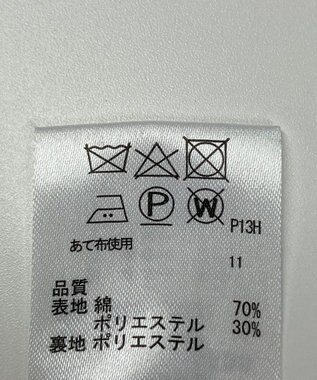 P W P13H
あて布使用
11
品質
表地 綿 70%
ポリエステル 30%
裏地 ポリエステル